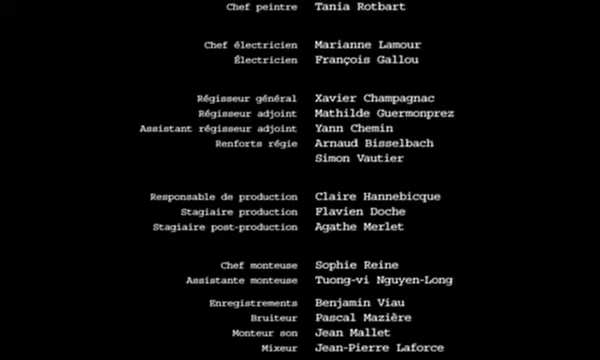 Chef peintre Tania Rotbart
Chef électricien Marianne Lamour
Électricien François Gallou
Régisseur général Xavier Champagnac
Régisseur adjoint Mathilde Guermonprez
Assistant régisseur adjoint Yann Chemin
Renforts régie Arnaud Bisselbach
Simon Vautier
Responsable de production Claire Hannebicque
Stagiaire production Flavien Doche
Stagiaire post-production Agathe Merlet
Chef monteuse Sophie Reine
Assistante monteuse Tuong-vi Nguyen-Long
Enregistrements Benjamin Viau
Bruiteur Pascal Mazière
Monteur son Jean Mallet
Mixeur Jean-Pierre Laforce